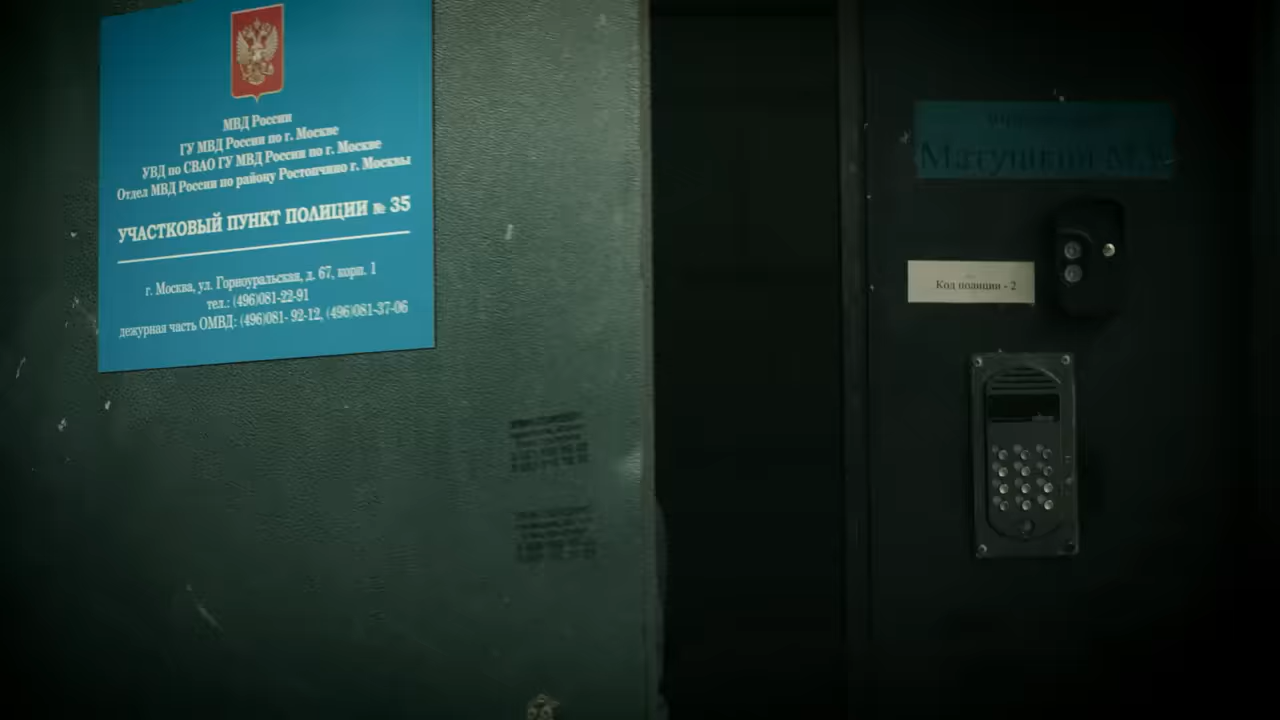 МВД России
ГУ МВД России по г. Москве
УВД по СВАО ГУ МВД России по г. Москве
Отдел МВД России по району Ростопчино г. Москвы
УЧАСТКОВЫЙ ПУНКТ ПОЛИЦИИ № 35
г. Москва, ул. Горноуральская, д. 67, корп. 1
тел.: (496)081-22-91
дежурная часть ОМВД: (496)081- 92-12, (496)081-37-06
Матушкин М.
Код полиции - 2